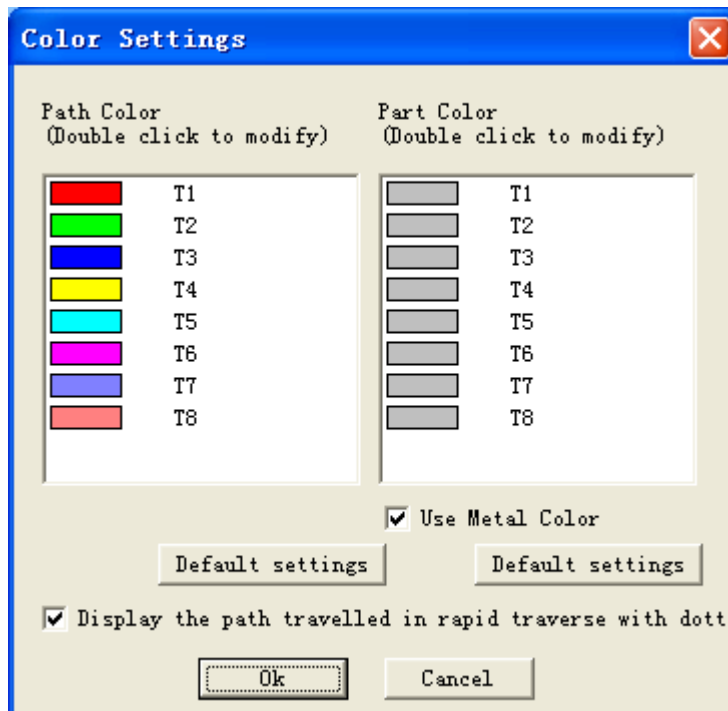 Color Settings
Path Color
(Double click to modify)
Part Color
(Double click to modify)
T1
T2
T3
T4
T5
T6
T7
T8
T1
T2
T3
T4
T5
T6
T7
T8
Use Metal Color
Default settings
Default settings
Display the path travelled in rapid traverse with dott
Ok
Cancel